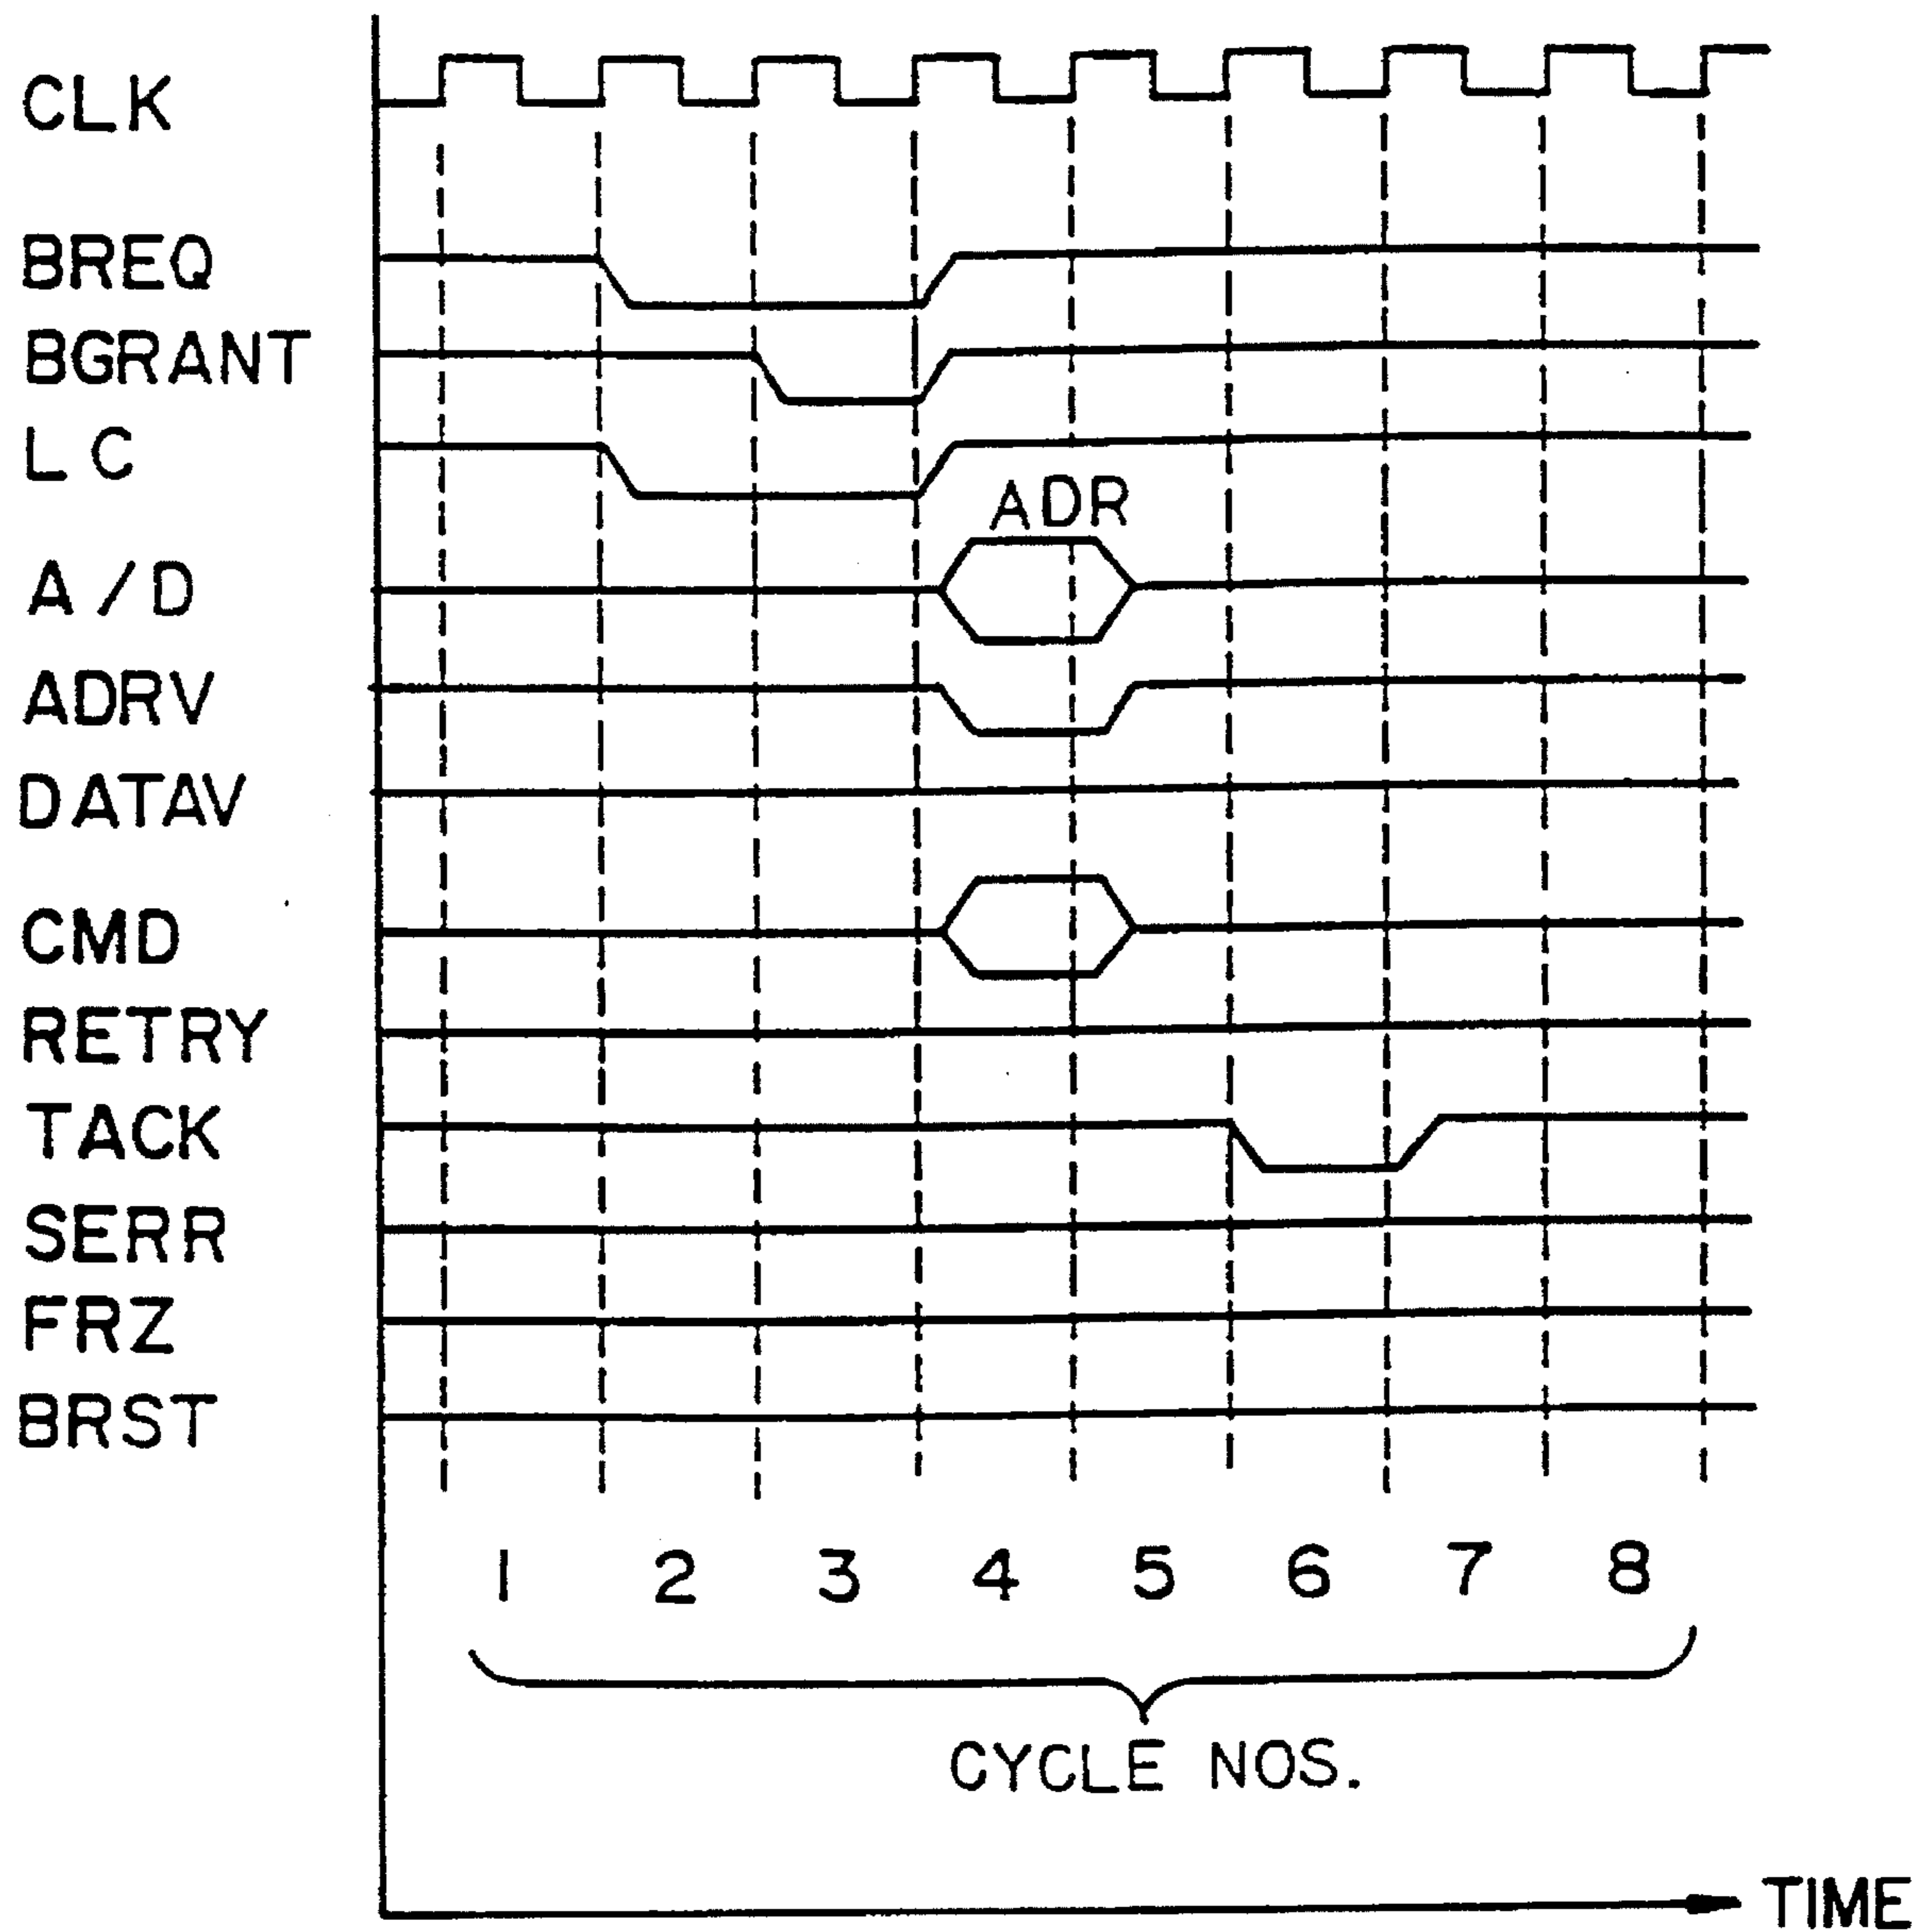 CLK
BREQ
BGRANT
LC
ADR
A/D
ADRV
DATAV
CMD
RETRY
TACK
SERR
FRZ
BRST
1 2 3 4 5 6 7 8
CYCLE NOS.
TIME